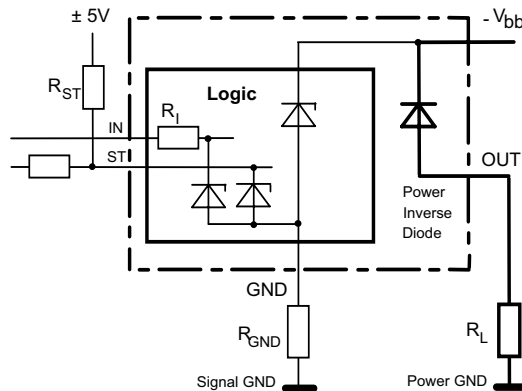 ± 5V
- Vbb
RST
Logic
IN
RI
ST
OUT
Power
Inverse
Diode
GND
RGND
RL
Signal GND
Power GND